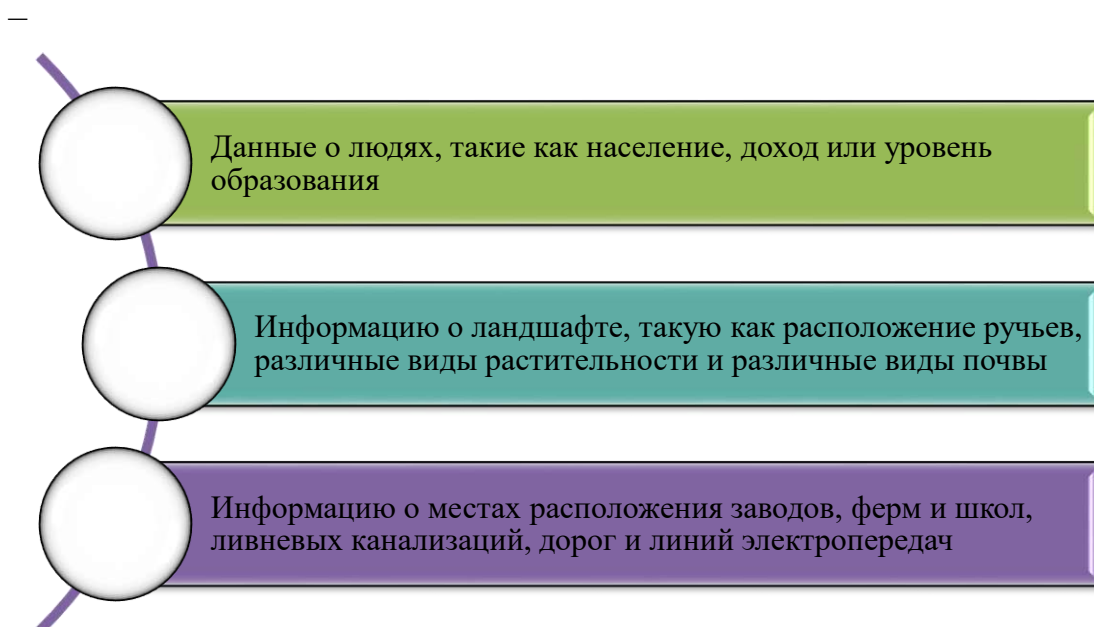 —
Данные о людях, такие как население, доход или уровень
образования
Информацию о ландшафте, такую как расположение ручьев,
различные виды растительности и различные виды почвы
Информацию о местах расположения заводов, ферм и школ,
ливневых канализаций, дорог и линий электропередач